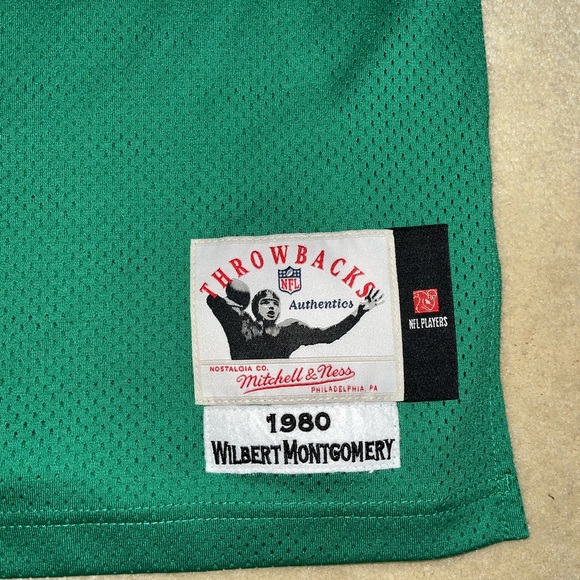 THROWBACKS
NFL
Authentics
NFL PLAYERS
NOSTALGIA CO.
Mitchell & Ness
PHILADELPHIA, PA
1980
WILBERT MONTGOMERY